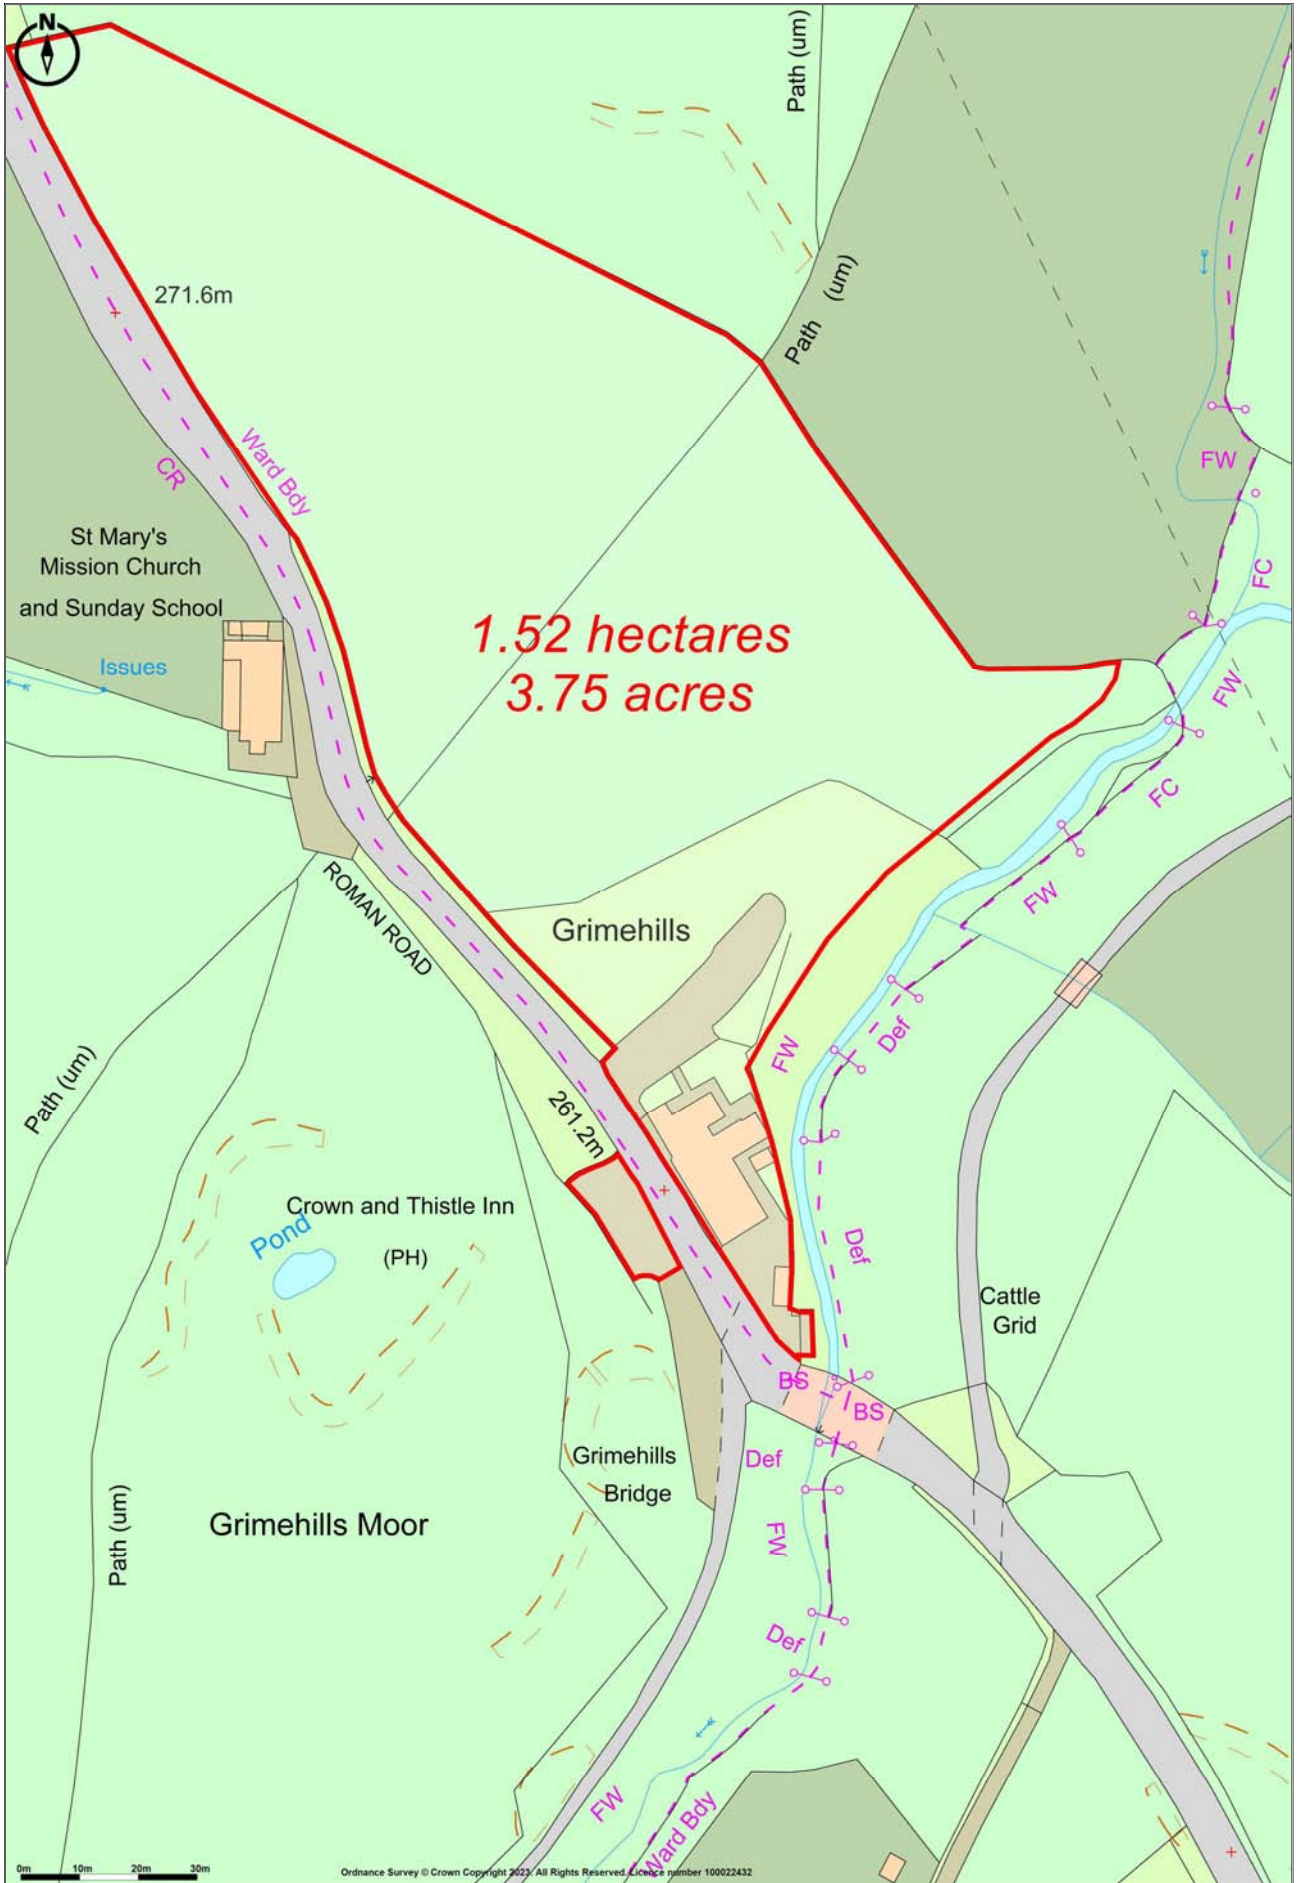 N
Path (um)
271.6m
Path (um)
Ward Bdy
CR
FW
St Mary's
Mission Church
and Sunday School
FC
1.52 hectares
3.75 acres
Issues
FW
FC
ROMAN ROAD
FW
Grimehills
Def
FW
Path (um)
261.2m
Crown and Thistle Inn
(PH)
Pond
Def
Cattle
Grid
BS
BS
Grimehills
Bridge
Def
Grimehills Moor
Path (um)
FW
Def
FW
Ward Bdy
0m 10m 20m 30m
Ordnance Survey © Crown Copyright 2023. All Rights Reserved. Licence number 100022432